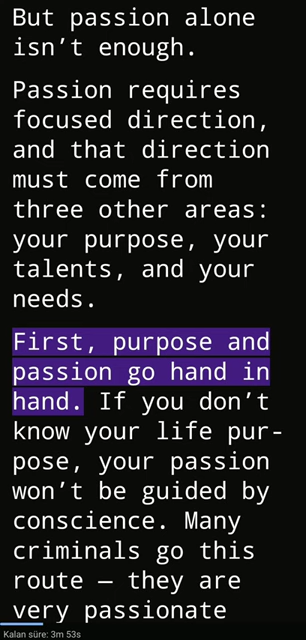 But passion alone
isn’t enough.
Passion requires
focused direction,
and that direction
must come from
three other areas:
your purpose, your
talents, and your
needs.
First, purpose and
passion go hand in
hand. If you don’t
know your life pur-
pose, your passion
won’t be guided by
conscience. Many
criminals go this
route — they are
very passionate
Kalan süre: 3m 53s